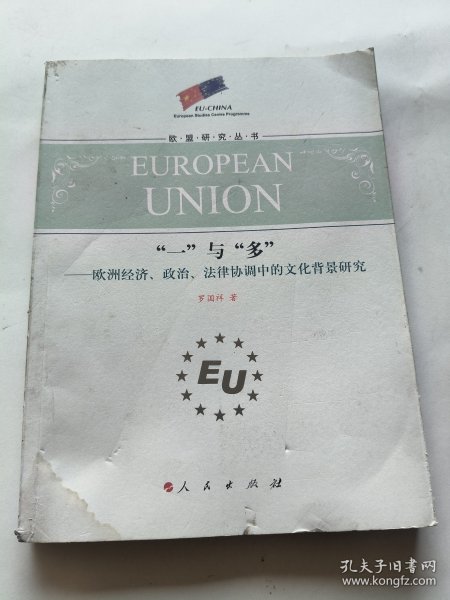 EU-CHINA
European Studies Centre Programme
欧·盟·研·究·丛·书
EUROPEAN
UNION
“一”与“多”
——欧洲经济、政治、法律协调中的文化背景研究
罗国祥 著
EU
人民出版社
孔夫子旧书网
www.kongfz.com